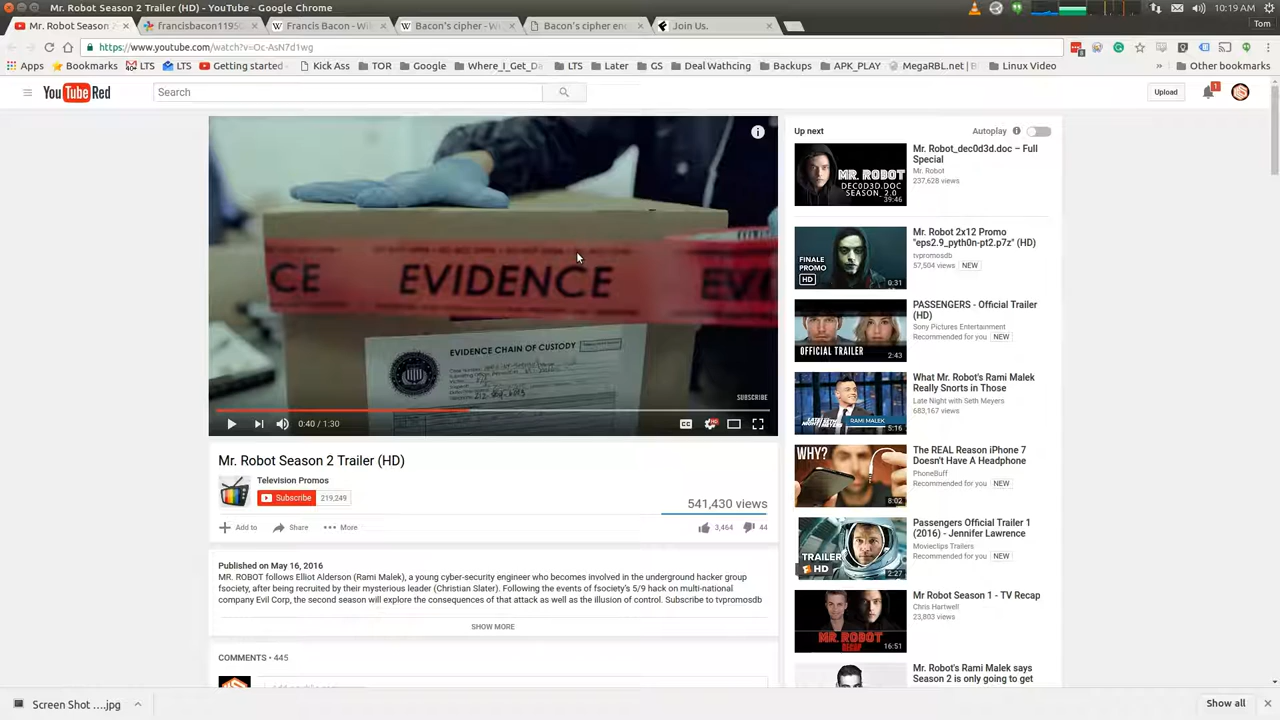 Mr. Robot Season 2 Trailer (HD) - YouTube - Google Chrome
10:19 AM
Mr. Robot Season 2
francisbacon119SC
Francis Bacon - Wik
Bacon's cipher - W
Bacon's cipher en
Join Us.
Tom
https://www.youtube.com/watch?v=Oc-AsN7d1wg
Apps
Bookmarks
LTS
LTS
Getting started
Kick Ass
TOR
Google
Where_I_Get_Da
LTS
Later
GS
Deal Wathcing
Backups
APK_PLAY
MegaRBL.net | B
Linux Video
»
Other bookmarks
YouTube Red
Search
Upload
1
EVIDENCE CHAIN OF CUSTODY
CE
EVIDENCE
EV
SUBSCRIBE
0:40 / 1:30
Mr. Robot Season 2 Trailer (HD)
Television Promos
Subscribe
219,249
541,430 views
Add to
Share
More
3,464
44
Published on May 16, 2016
MR. ROBOT follows Elliot Alderson (Rami Malek), a young cyber-security engineer who becomes involved in the underground hacker group
fsociety, after being recruited by their mysterious leader (Christian Slater). Following the events of fsociety's 5/9 hack on multi-national
company Evil Corp, the second season will explore the consequences of that attack as well as the illusion of control. Subscribe to tvpromosdb
SHOW MORE
COMMENTS • 445
Up next
Autoplay
MR. ROBOT
DEC0D3D.DOC
SEASON_2.0
39:46
Mr. Robot_dec0d3d.doc – Full
Special
Mr. Robot
237,628 views
FINALE
PROMO
HD
0:31
Mr. Robot 2x12 Promo
"eps2.9_pyth0n-pt2.p7z" (HD)
tvpromosdb
57,504 views
NEW
OFFICIAL TRAILER
2:43
PASSENGERS - Official Trailer
(HD)
Sony Pictures Entertainment
Recommended for you
NEW
RAMI MALEK
5:16
What Mr. Robot's Rami Malek
Really Snorts in Those
Late Night with Seth Meyers
683,167 views
WHY?
8:02
The REAL Reason iPhone 7
Doesn't Have A Headphone
PhoneBuff
Recommended for you
NEW
TRAILER
HD
2:27
Passengers Official Trailer 1
(2016) - Jennifer Lawrence
Movieclips Trailers
Recommended for you
NEW
MR. ROBOT
RECAP
16:51
Mr Robot Season 1 - TV Recap
Chris Hartwell
23,803 views
Mr. Robot's Rami Malek says
Season 2 is only going to get
Screen Shot ....jpg
Show all